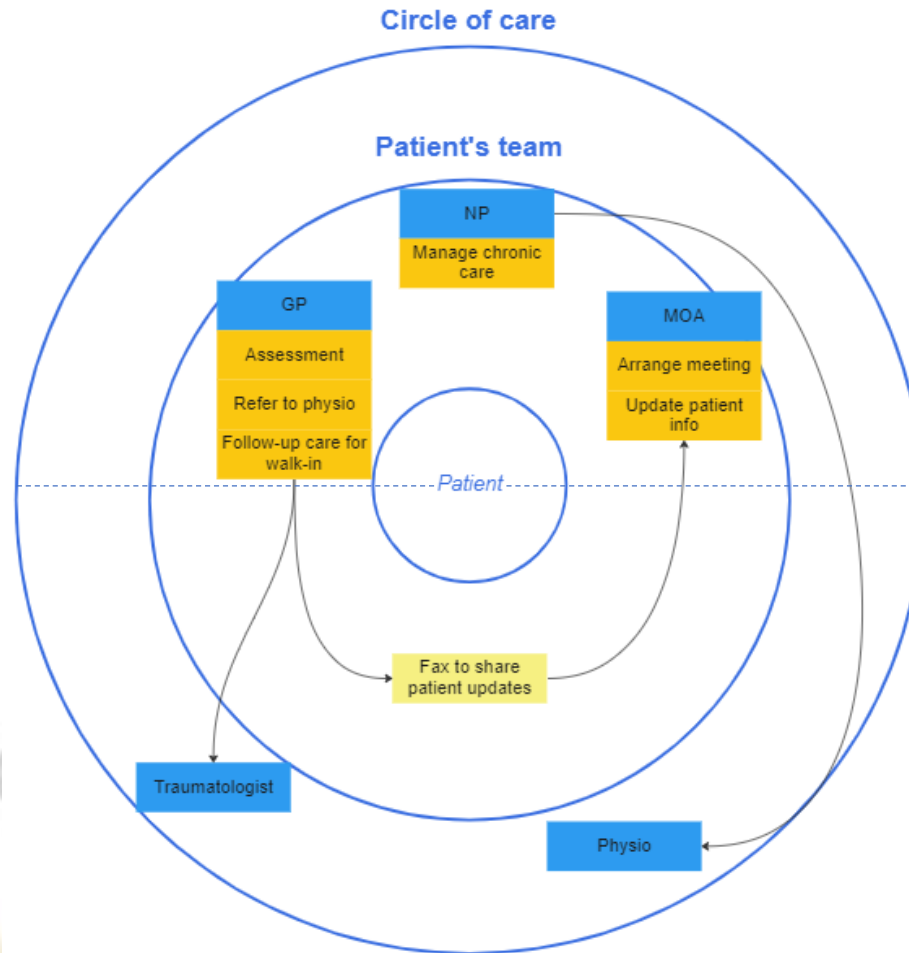 Circle of care
Patient's team
NP
Manage chronic
care
GP
Assessment
Refer to physio
Follow-up care for
walk-in
MOA
Arrange meeting
Update patient
info
Patient
Fax to share
patient updates
Traumatologist
Physio